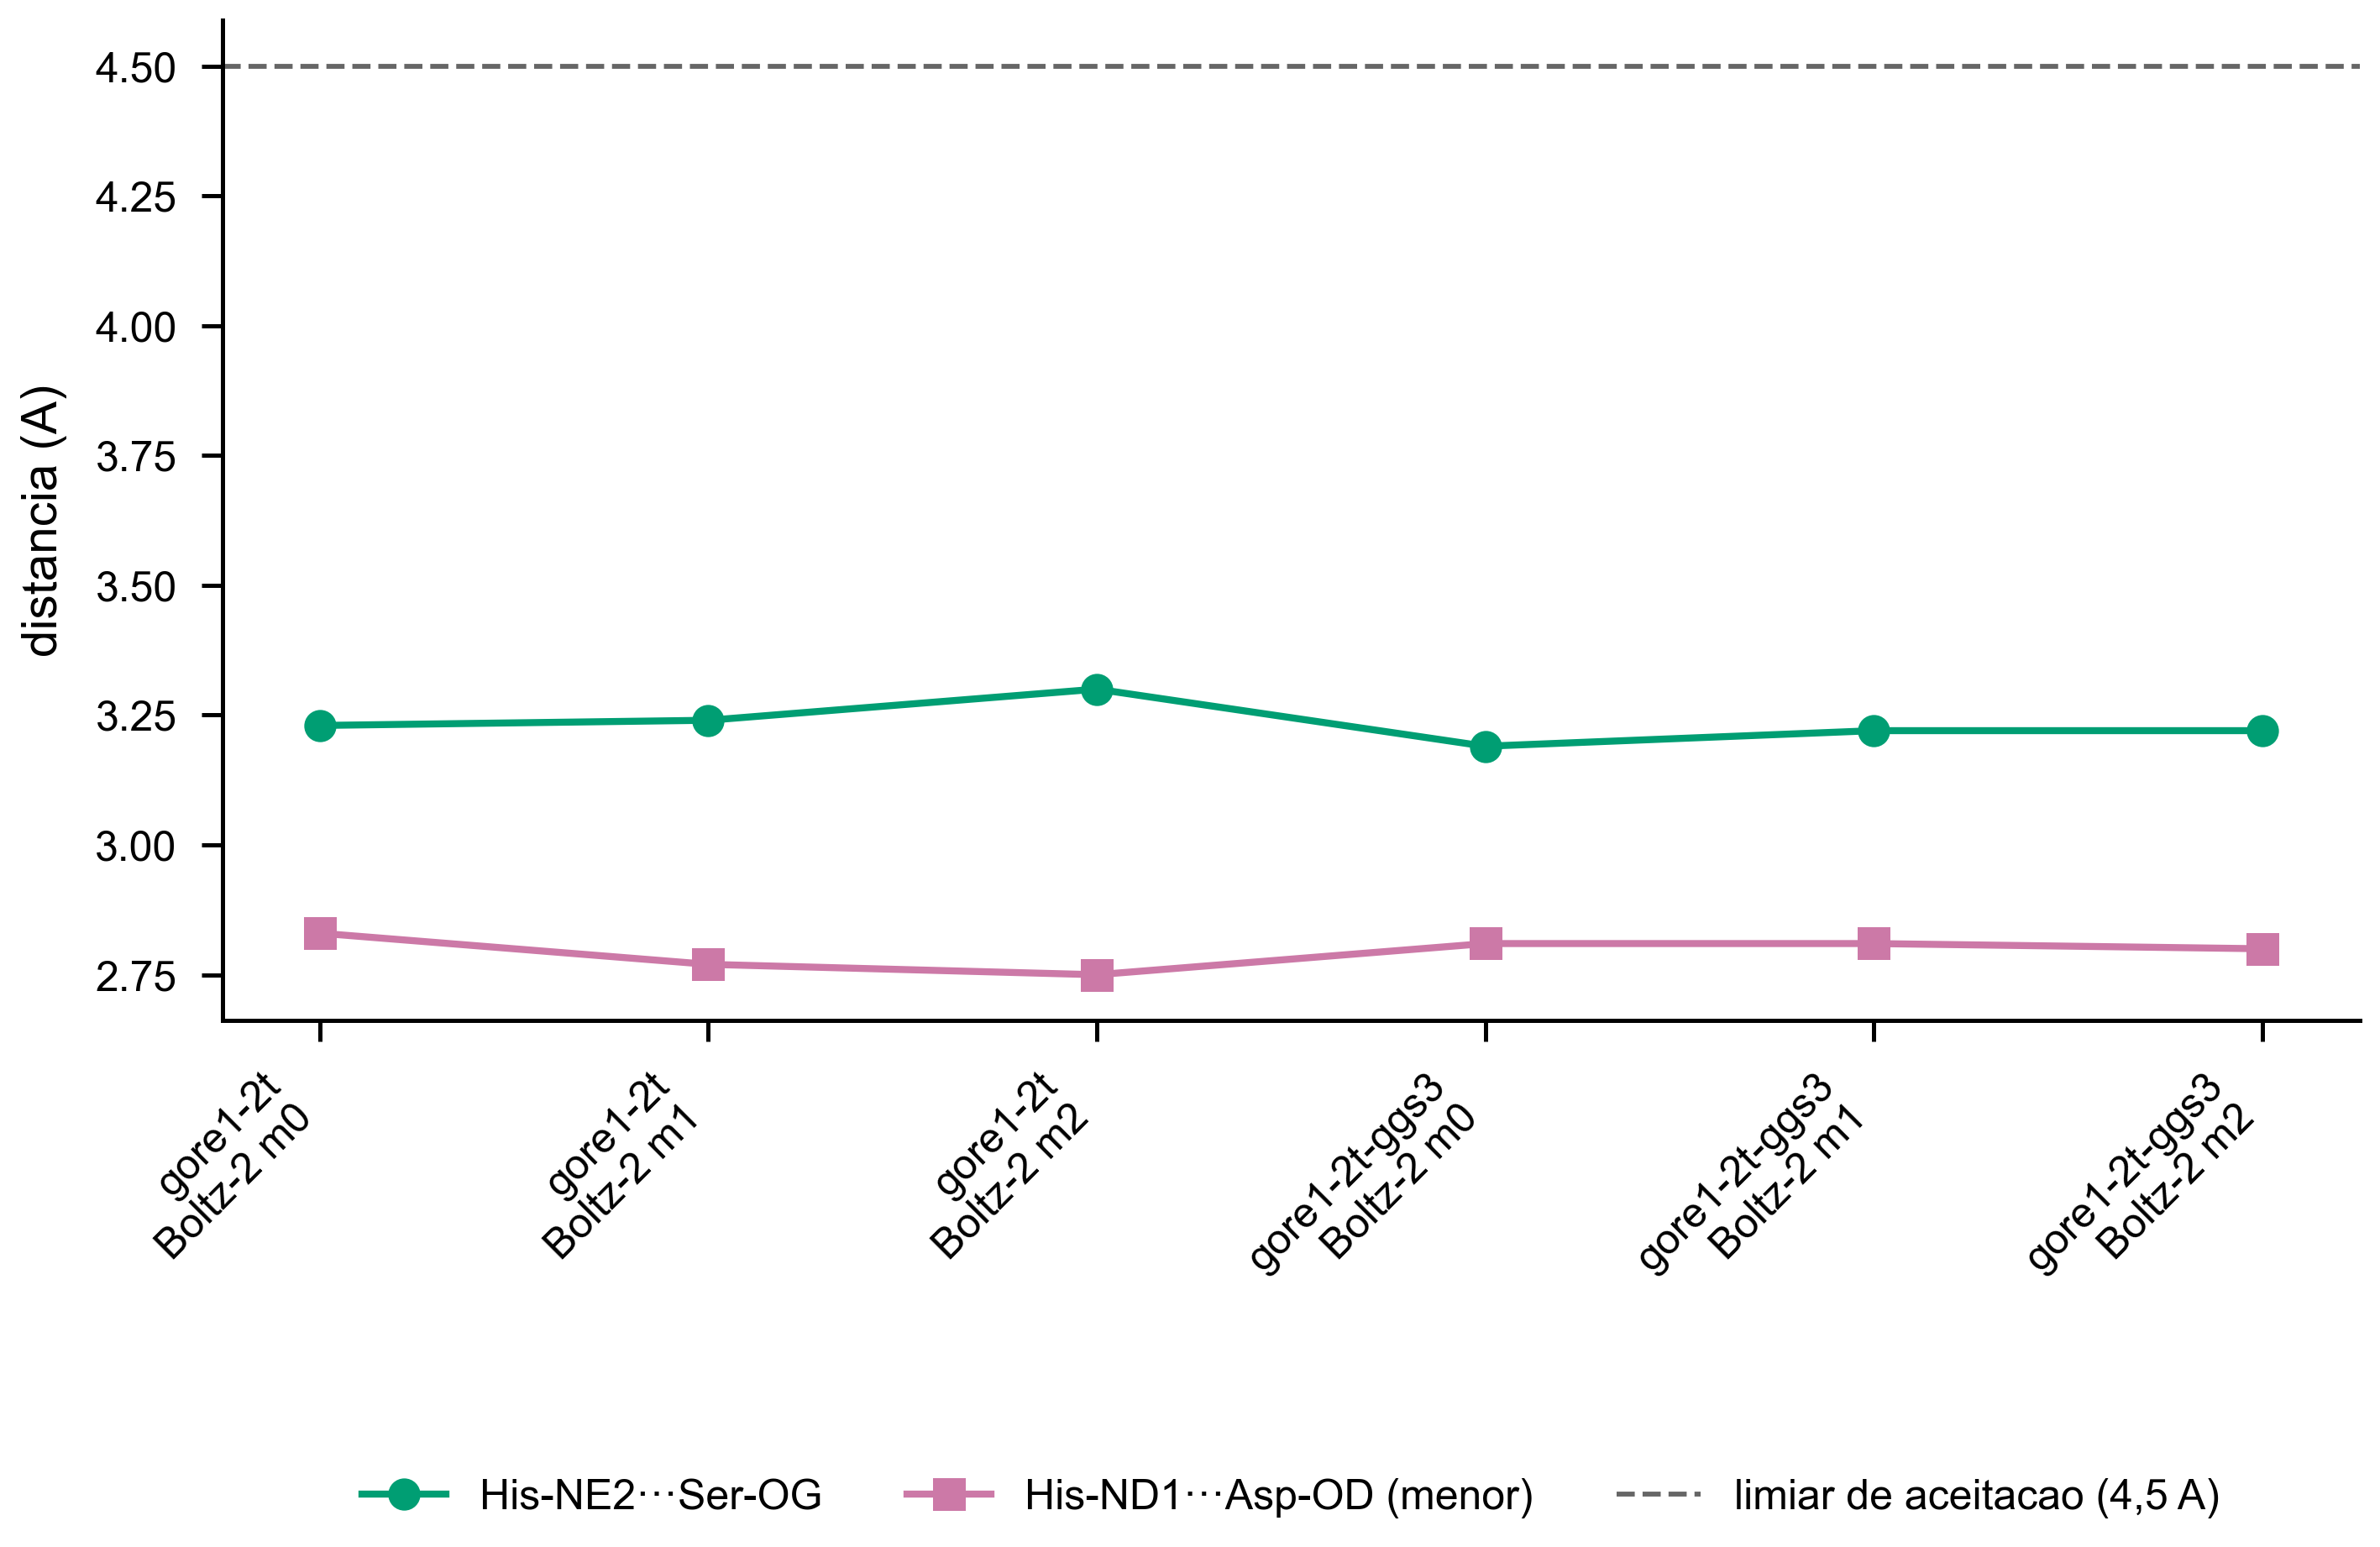 distancia (A)
4.50
4.25
4.00
3.75
3.50
3.25
3.00
2.75
gore1-2t
Boltz-2 m0
gore1-2t
Boltz-2 m1
gore1-2t
Boltz-2 m2
gore1-2t-ggs3
Boltz-2 m0
gore1-2t-ggs3
Boltz-2 m1
gore1-2t-ggs3
Boltz-2 m2
His-NE2···Ser-OG
His-ND1···Asp-OD (menor)
limiar de aceitacao (4,5 A)